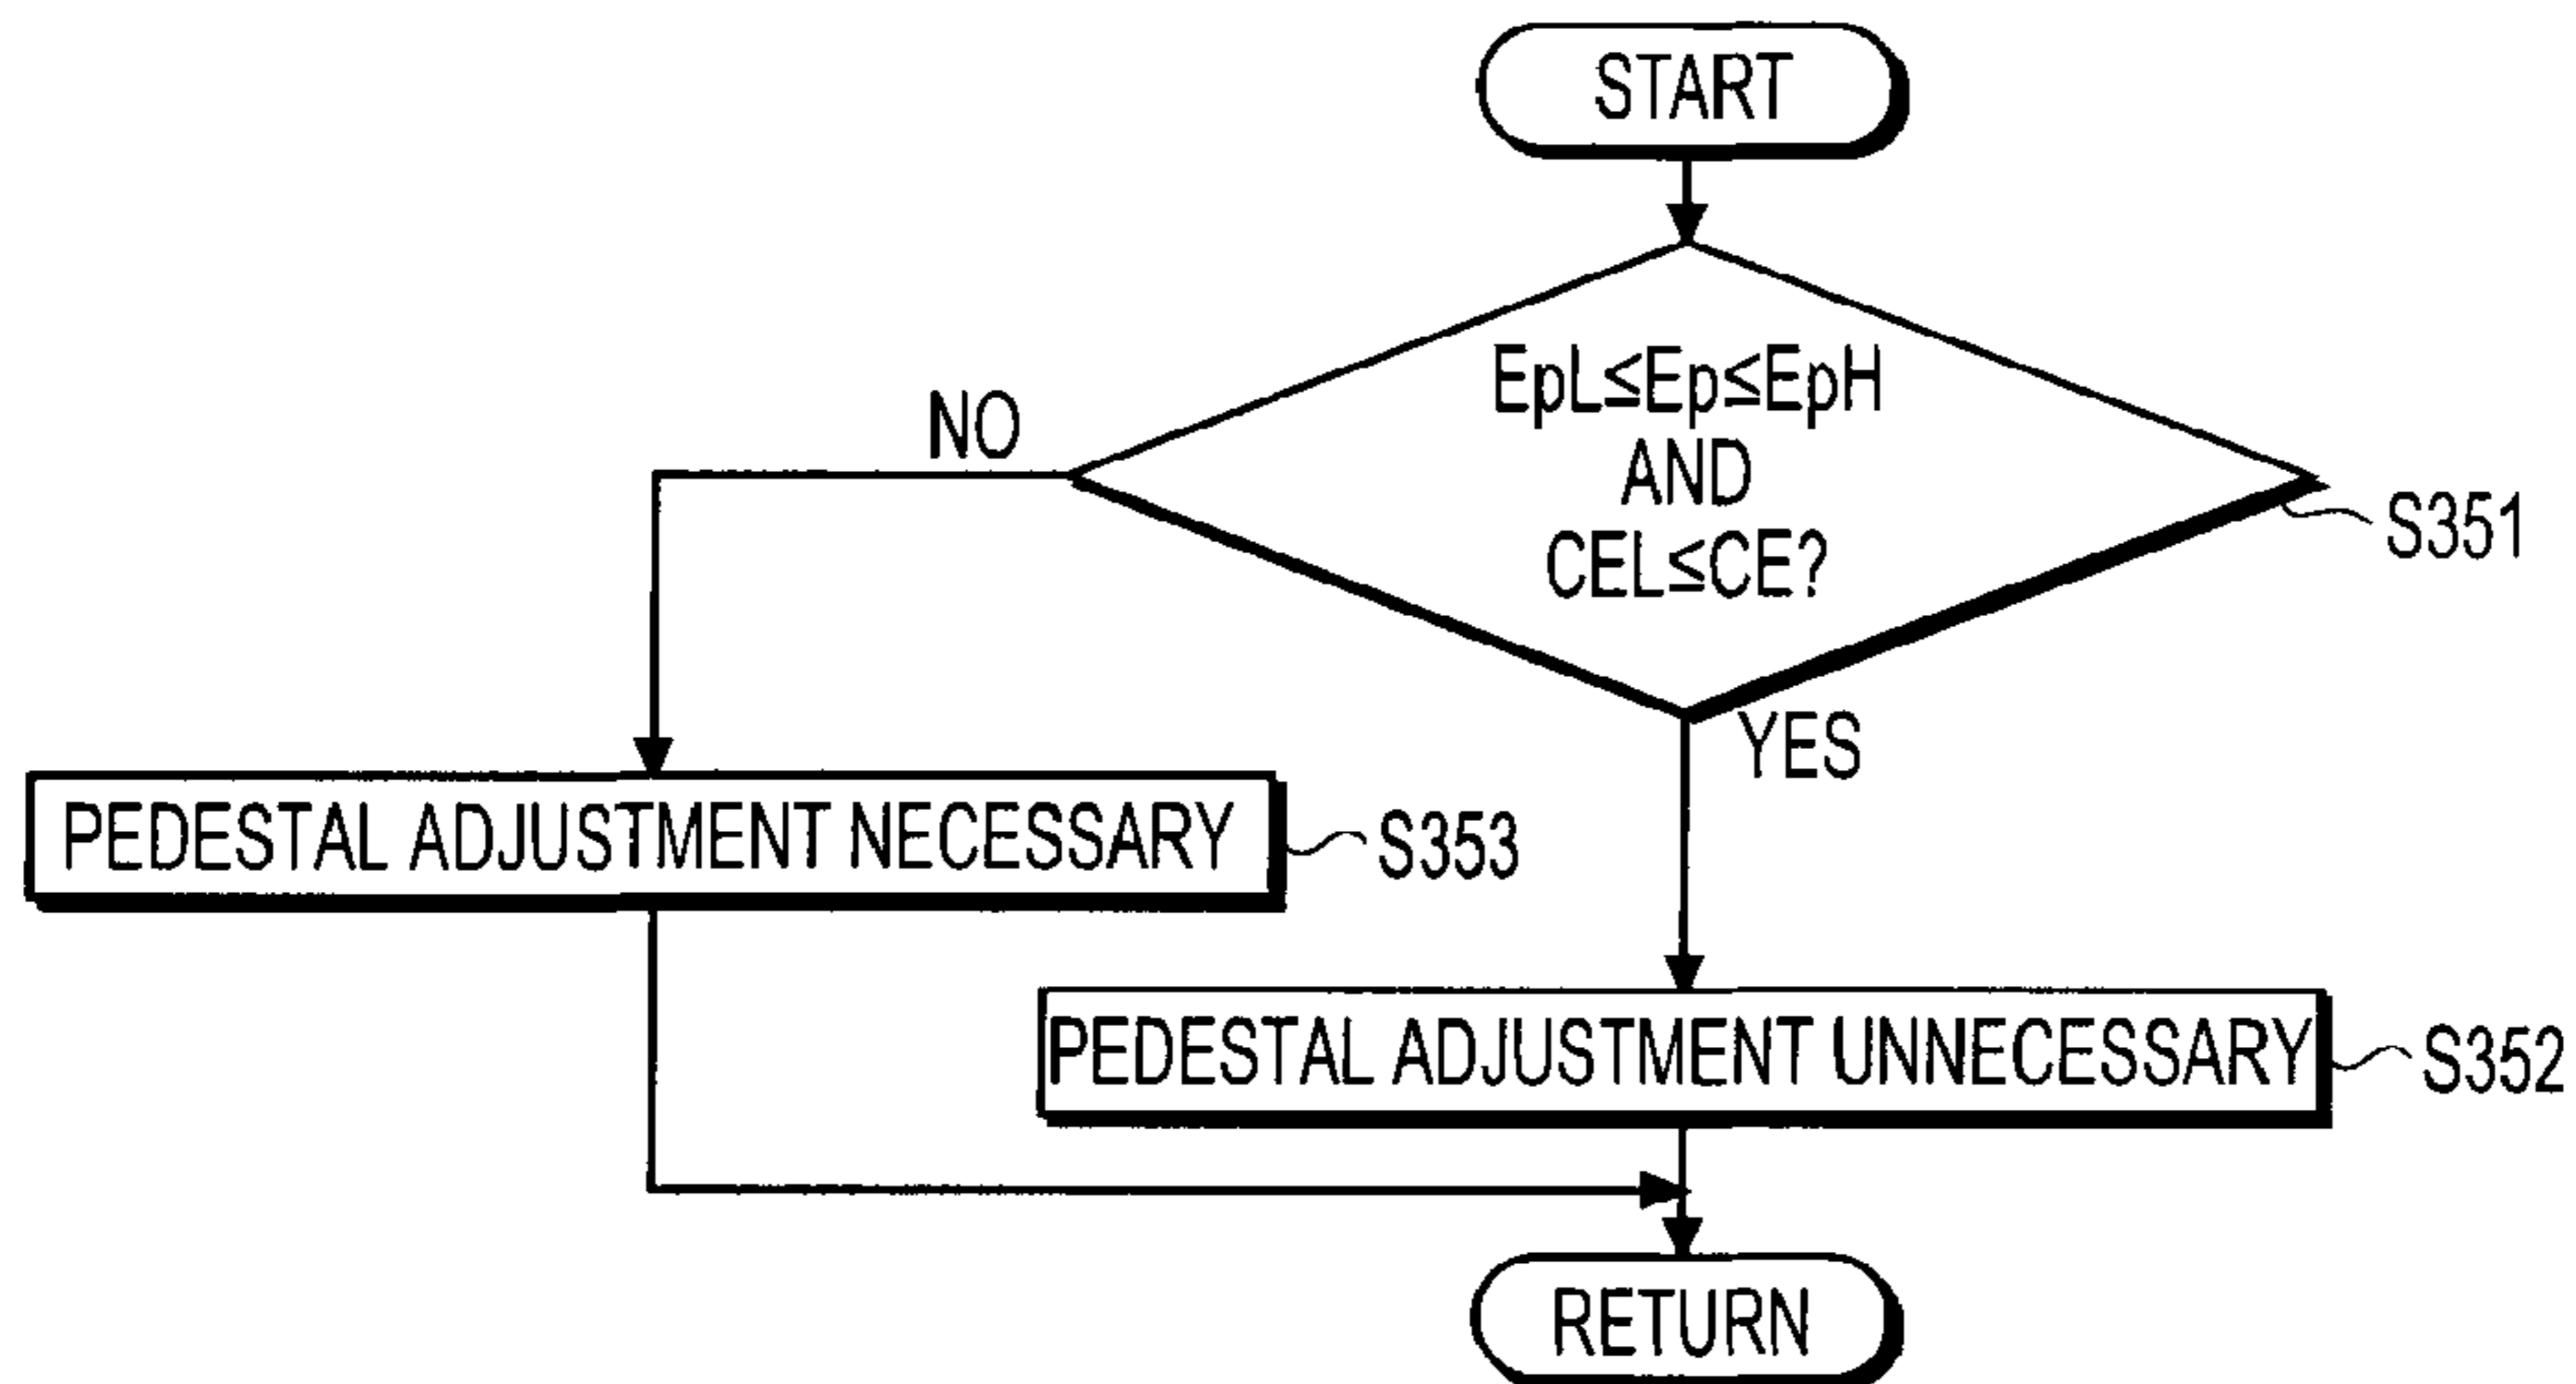 START
EpL≤Ep≤EpH
AND
CEL≤CE?
NO
S351
YES
PEDESTAL ADJUSTMENT NECESSARY
S353
PEDESTAL ADJUSTMENT UNNECESSARY
S352
RETURN